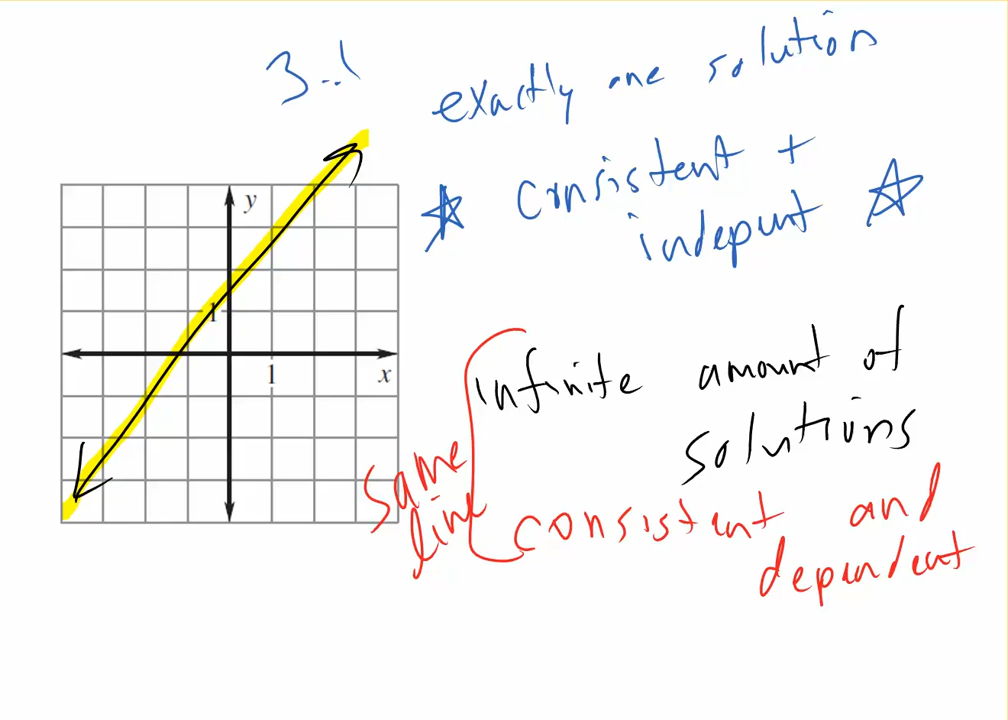 3.1
exactly one solution
consistent +
indepent
y
1
1
x
infinite amount of
solutions
same
line
consistent and
dependent